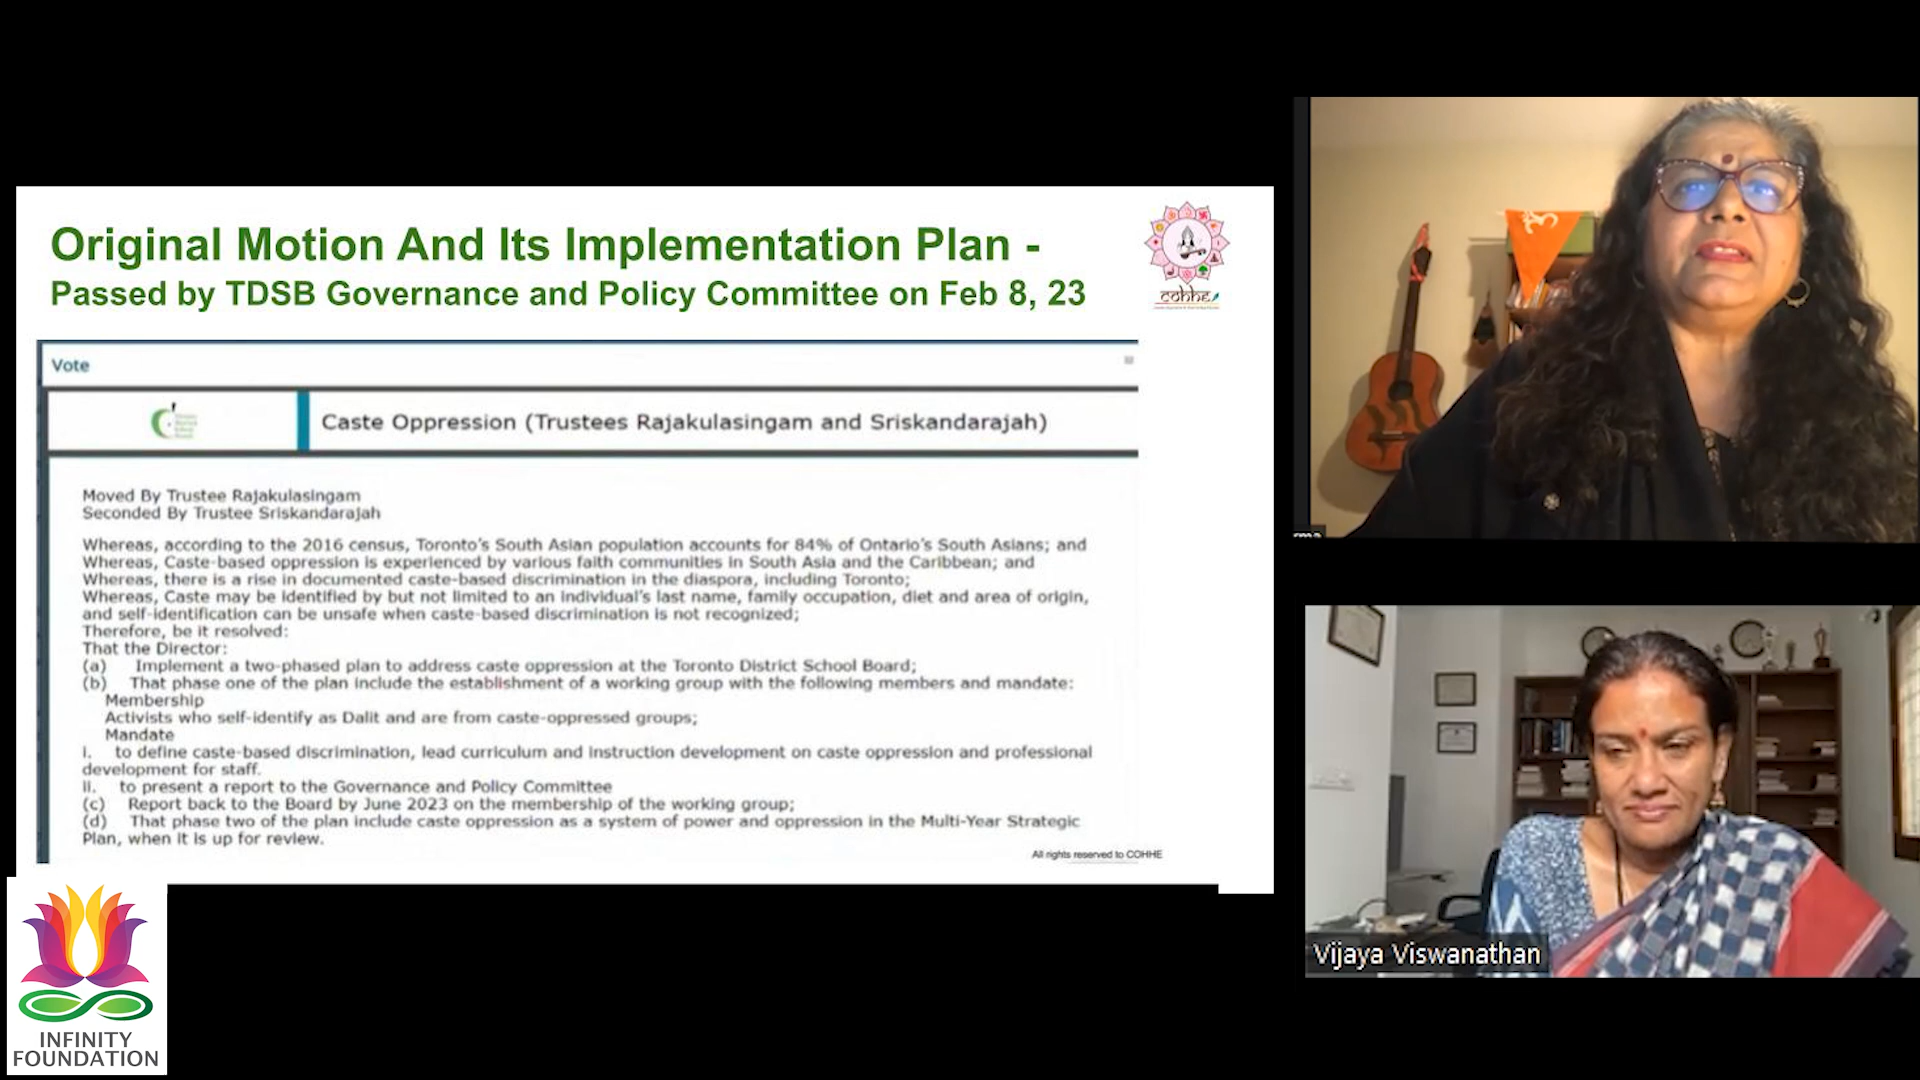 Original Motion And Its Implementation Plan -
Passed by TDSB Governance and Policy Committee on Feb 8, 23
cohhe
Vote
Caste Oppression (Trustees Rajakulasingam and Sriskandarajah)
Moved By Trustee Rajakulasingam
Seconded By Trustee Sriskandarajah
Whereas, according to the 2016 census, Toronto's South Asian population accounts for 84% of Ontario's South Asians; and
Whereas, Caste-based oppression is experienced by various faith communities in South Asia and the Caribbean; and
Whereas, there is a rise in documented caste-based discrimination in the diaspora, including Toronto;
Whereas, Caste may be identified by but not limited to an individual's last name, family occupation, diet and area of origin,
and self-identification can be unsafe when caste-based discrimination is not recognized;
Therefore, be it resolved:
That the Director:
(a) Implement a two-phased plan to address caste oppression at the Toronto District School Board;
(b) That phase one of the plan include the establishment of a working group with the following members and mandate:
Membership
Activists who self-identify as Dalit and are from caste-oppressed groups;
Mandate
i. to define caste-based discrimination, lead curriculum and instruction development on caste oppression and professional
development for staff.
ii. to present a report to the Governance and Policy Committee
(c) Report back to the Board by June 2023 on the membership of the working group;
(d) That phase two of the plan include caste oppression as a system of power and oppression in the Multi-Year Strategic
Plan, when it is up for review.
All rights reserved to COHHE
INFINITY
FOUNDATION
Vijaya Viswanathan